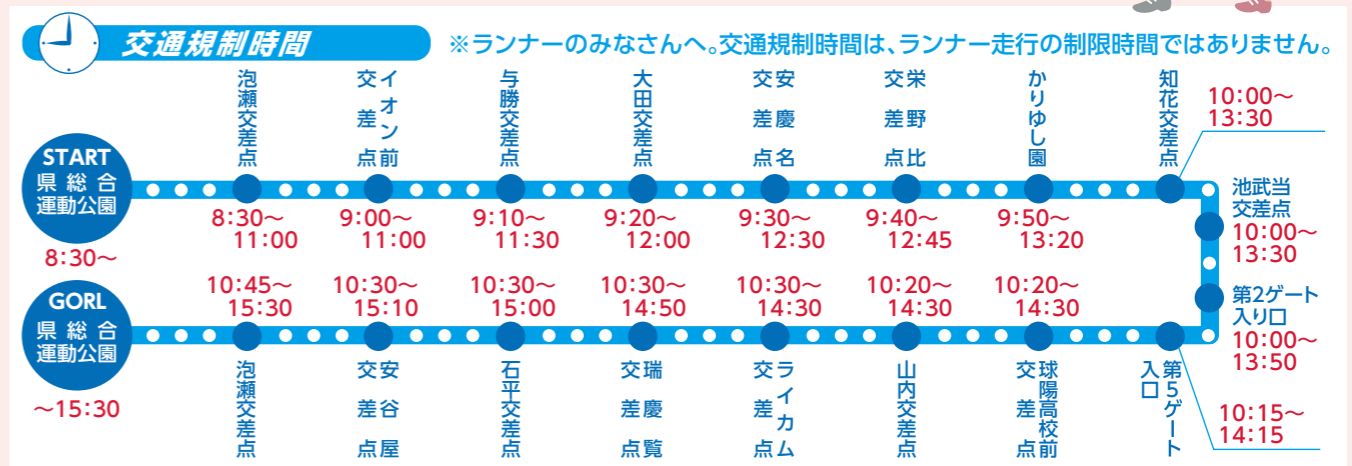 交通規制時間
※ランナーのみなさんへ。交通規制時間は、ランナー走行の制限時間ではありません。
START
県総合
運動公園
8:30～
泡瀬交差点
8:30～
11:00
イオン前
交差点
9:00～
11:00
与勝交差点
9:10～
11:30
大田交差点
9:20～
12:00
安慶名
交差点
9:30～
12:30
栄野比
交差点
9:40～
12:45
かりゆし園
9:50～
13:20
知花交差点
10:00～
13:30
池武当
交差点
10:00～
13:30
第2ゲート
入り口
10:00～
13:50
第5ゲート
入口
10:15～
14:15
球陽高校前
交差点
10:20～
14:30
山内交差点
10:20～
14:30
ライカム
交差点
10:30～
14:30
瑞慶覧
交差点
10:30～
14:50
石平交差点
10:30～
15:00
安谷屋
交差点
10:30～
15:10
泡瀬交差点
10:45～
15:30
GORL
県総合
運動公園
～15:30